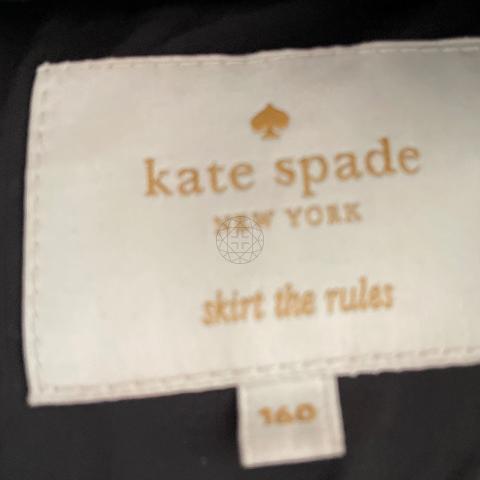 kate spade
NEW YORK
skirt the rules
160